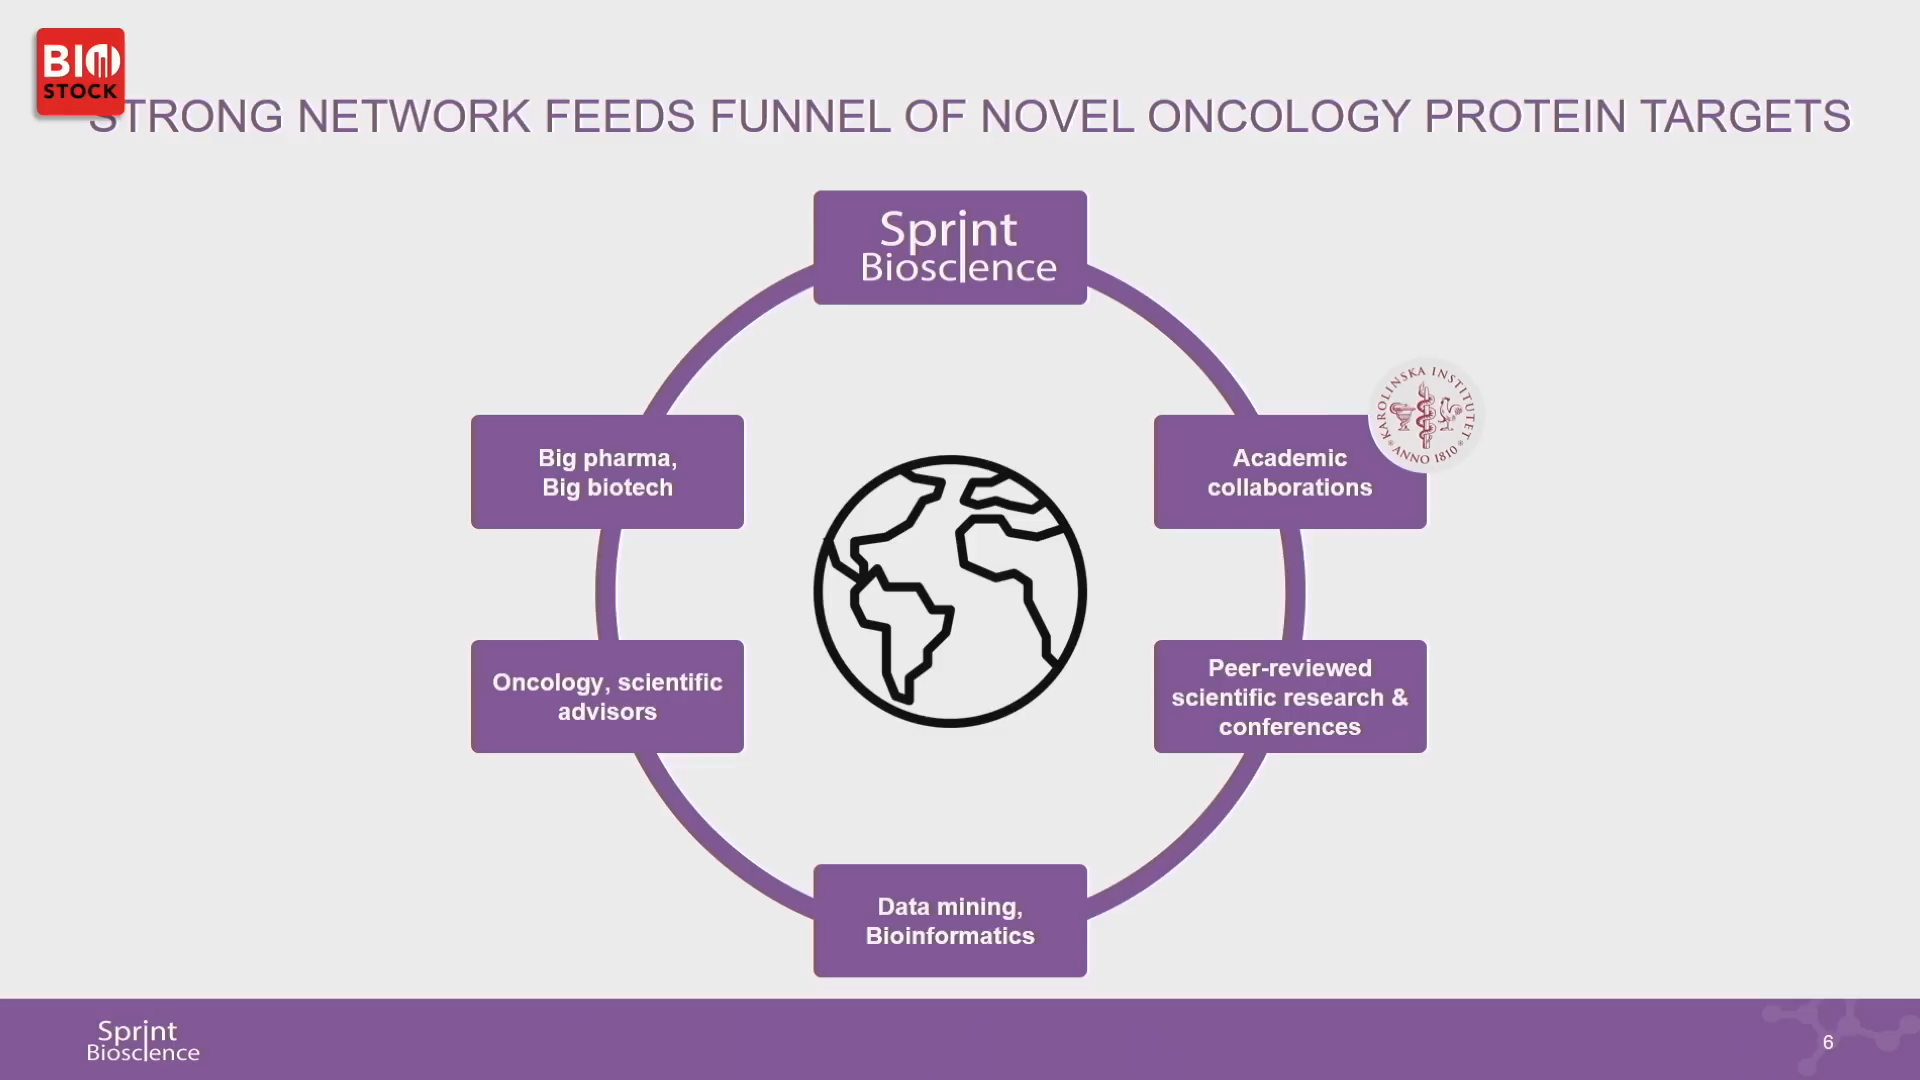 BIO
STOCK
STRONG NETWORK FEEDS FUNNEL OF NOVEL ONCOLOGY PROTEIN TARGETS
Sprint
Bioscience
KAROLINSKA INSTITUTET
ANNO 1810
Big pharma,
Big biotech
Academic
collaborations
Oncology, scientific
advisors
Peer-reviewed
scientific research &
conferences
Data mining,
Bioinformatics
Sprint
Bioscience
6